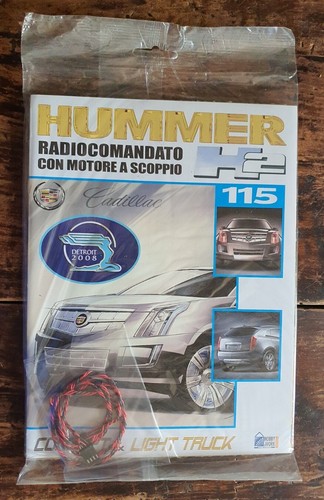 HUMMER
RADIOCOMANDATO
CON MOTORE A SCOPPIO
H2
115
Cadillac
DETROIT
2008
& LIGHT TRUCK